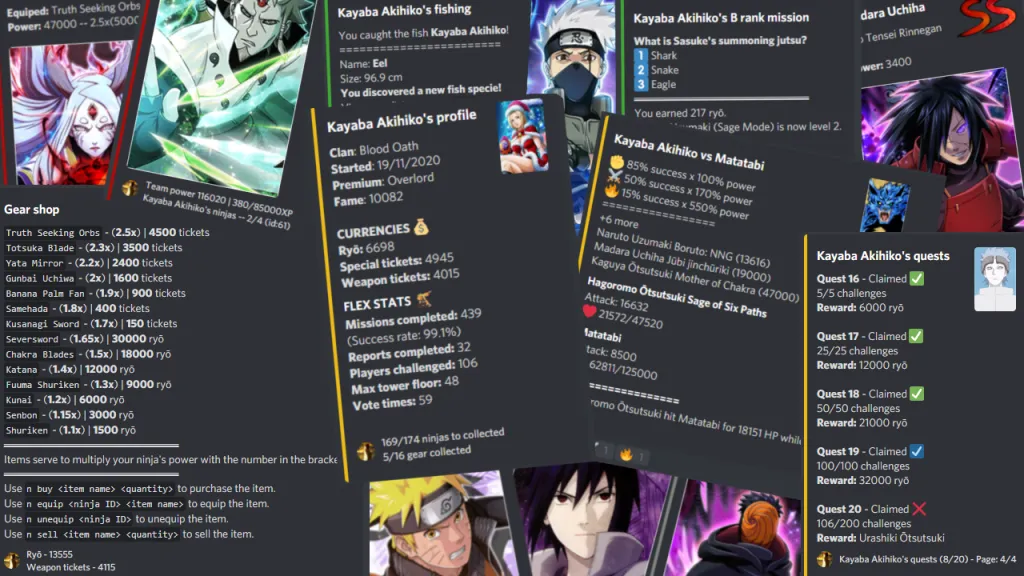 Equiped: Truth Seeking Orbs
Power: 47000 -- 2.5x(5000
Team power 116020 | 380/85000XP
Kayaba Akihiko's ninjas -- 2/4 (id:61)
Kayaba Akihiko's fishing
You caught the fish Kayaba Akihiko!
========================
Name: Eel
Size: 96.9 cm
You discovered a new fish specie!
Kayaba Akihiko's B rank mission
What is Sasuke's summoning jutsu?
1 Shark
2 Snake
3 Eagle
You earned 217 ryō.
Uzumaki (Sage Mode) is now level 2.
dara Uchiha
Tensei Rinnegan
wer: 3400
SS
Gear shop
Truth Seeking Orbs - (2.5x) | 4500 tickets
Totsuka Blade - (2.3x) | 3500 tickets
Yata Mirror - (2.2x) | 2400 tickets
Gunbai Uchiwa - (2x) | 1600 tickets
Banana Palm Fan - (1.9x) | 900 tickets
Samehada - (1.8x) | 400 tickets
Kusanagi Sword - (1.7x) | 150 tickets
Seversword - (1.65x) | 30000 ryō
Chakra Blades - (1.5x) | 18000 ryō
Katana - (1.4x) | 12000 ryō
Fuuma Shuriken - (1.3x) | 9000 ryō
Kunai - (1.2x) | 6000 ryō
Senbon - (1.15x) | 3000 ryō
Shuriken - (1.1x) | 1500 ryō
Items serve to multiply your ninja's power with the number in the bracke
Use n buy <item name> <quantity> to purchase the item.
Use n equip <ninja ID> <item name> to equip the item.
Use n unequip <ninja ID> to unequip the item.
Use n sell <item name> <quantity> to sell the item.
Ryō - 13555
Weapon tickets - 4115
Kayaba Akihiko's profile
Clan: Blood Oath
Started: 19/11/2020
Premium: Overlord
Fame: 10082
CURRENCIES
Ryō: 6698
Special tickets: 4945
Weapon tickets: 4015
FLEX STATS
Missions completed: 439
(Success rate: 99.1%)
Reports completed: 32
Players challenged: 106
Max tower floor: 48
Vote times: 59
169/174 ninjas to collected
5/16 gear collected
Kayaba Akihiko vs Matatabi
85% success x 100% power
50% success x 170% power
15% success x 550% power
=================
+6 more
Naruto Uzumaki Boruto: NNG (13616)
Madara Uchiha Jūbi jinchūriki (19000)
Kaguya Ōtsutsuki Mother of Chakra (47000)
Hagoromo Ōtsutsuki Sage of Six Paths
Attack: 16632
21572/47520
Matatabi
tack: 8500
62811/125000
==============
romo Ōtsutsuki hit Matatabi for 18151 HP while
1
1
Kayaba Akihiko's quests
Quest 16 - Claimed ✅
5/5 challenges
Reward: 6000 ryō
Quest 17 - Claimed ✅
25/25 challenges
Reward: 12000 ryō
Quest 18 - Claimed ✅
50/50 challenges
Reward: 21000 ryō
Quest 19 - Claimed ☑️
100/100 challenges
Reward: 32000 ryō
Quest 20 - Claimed ❌
106/200 challenges
Reward: Urashiki Ōtsutsuki
Kayaba Akihiko's quests (8/20) - Page: 4/4